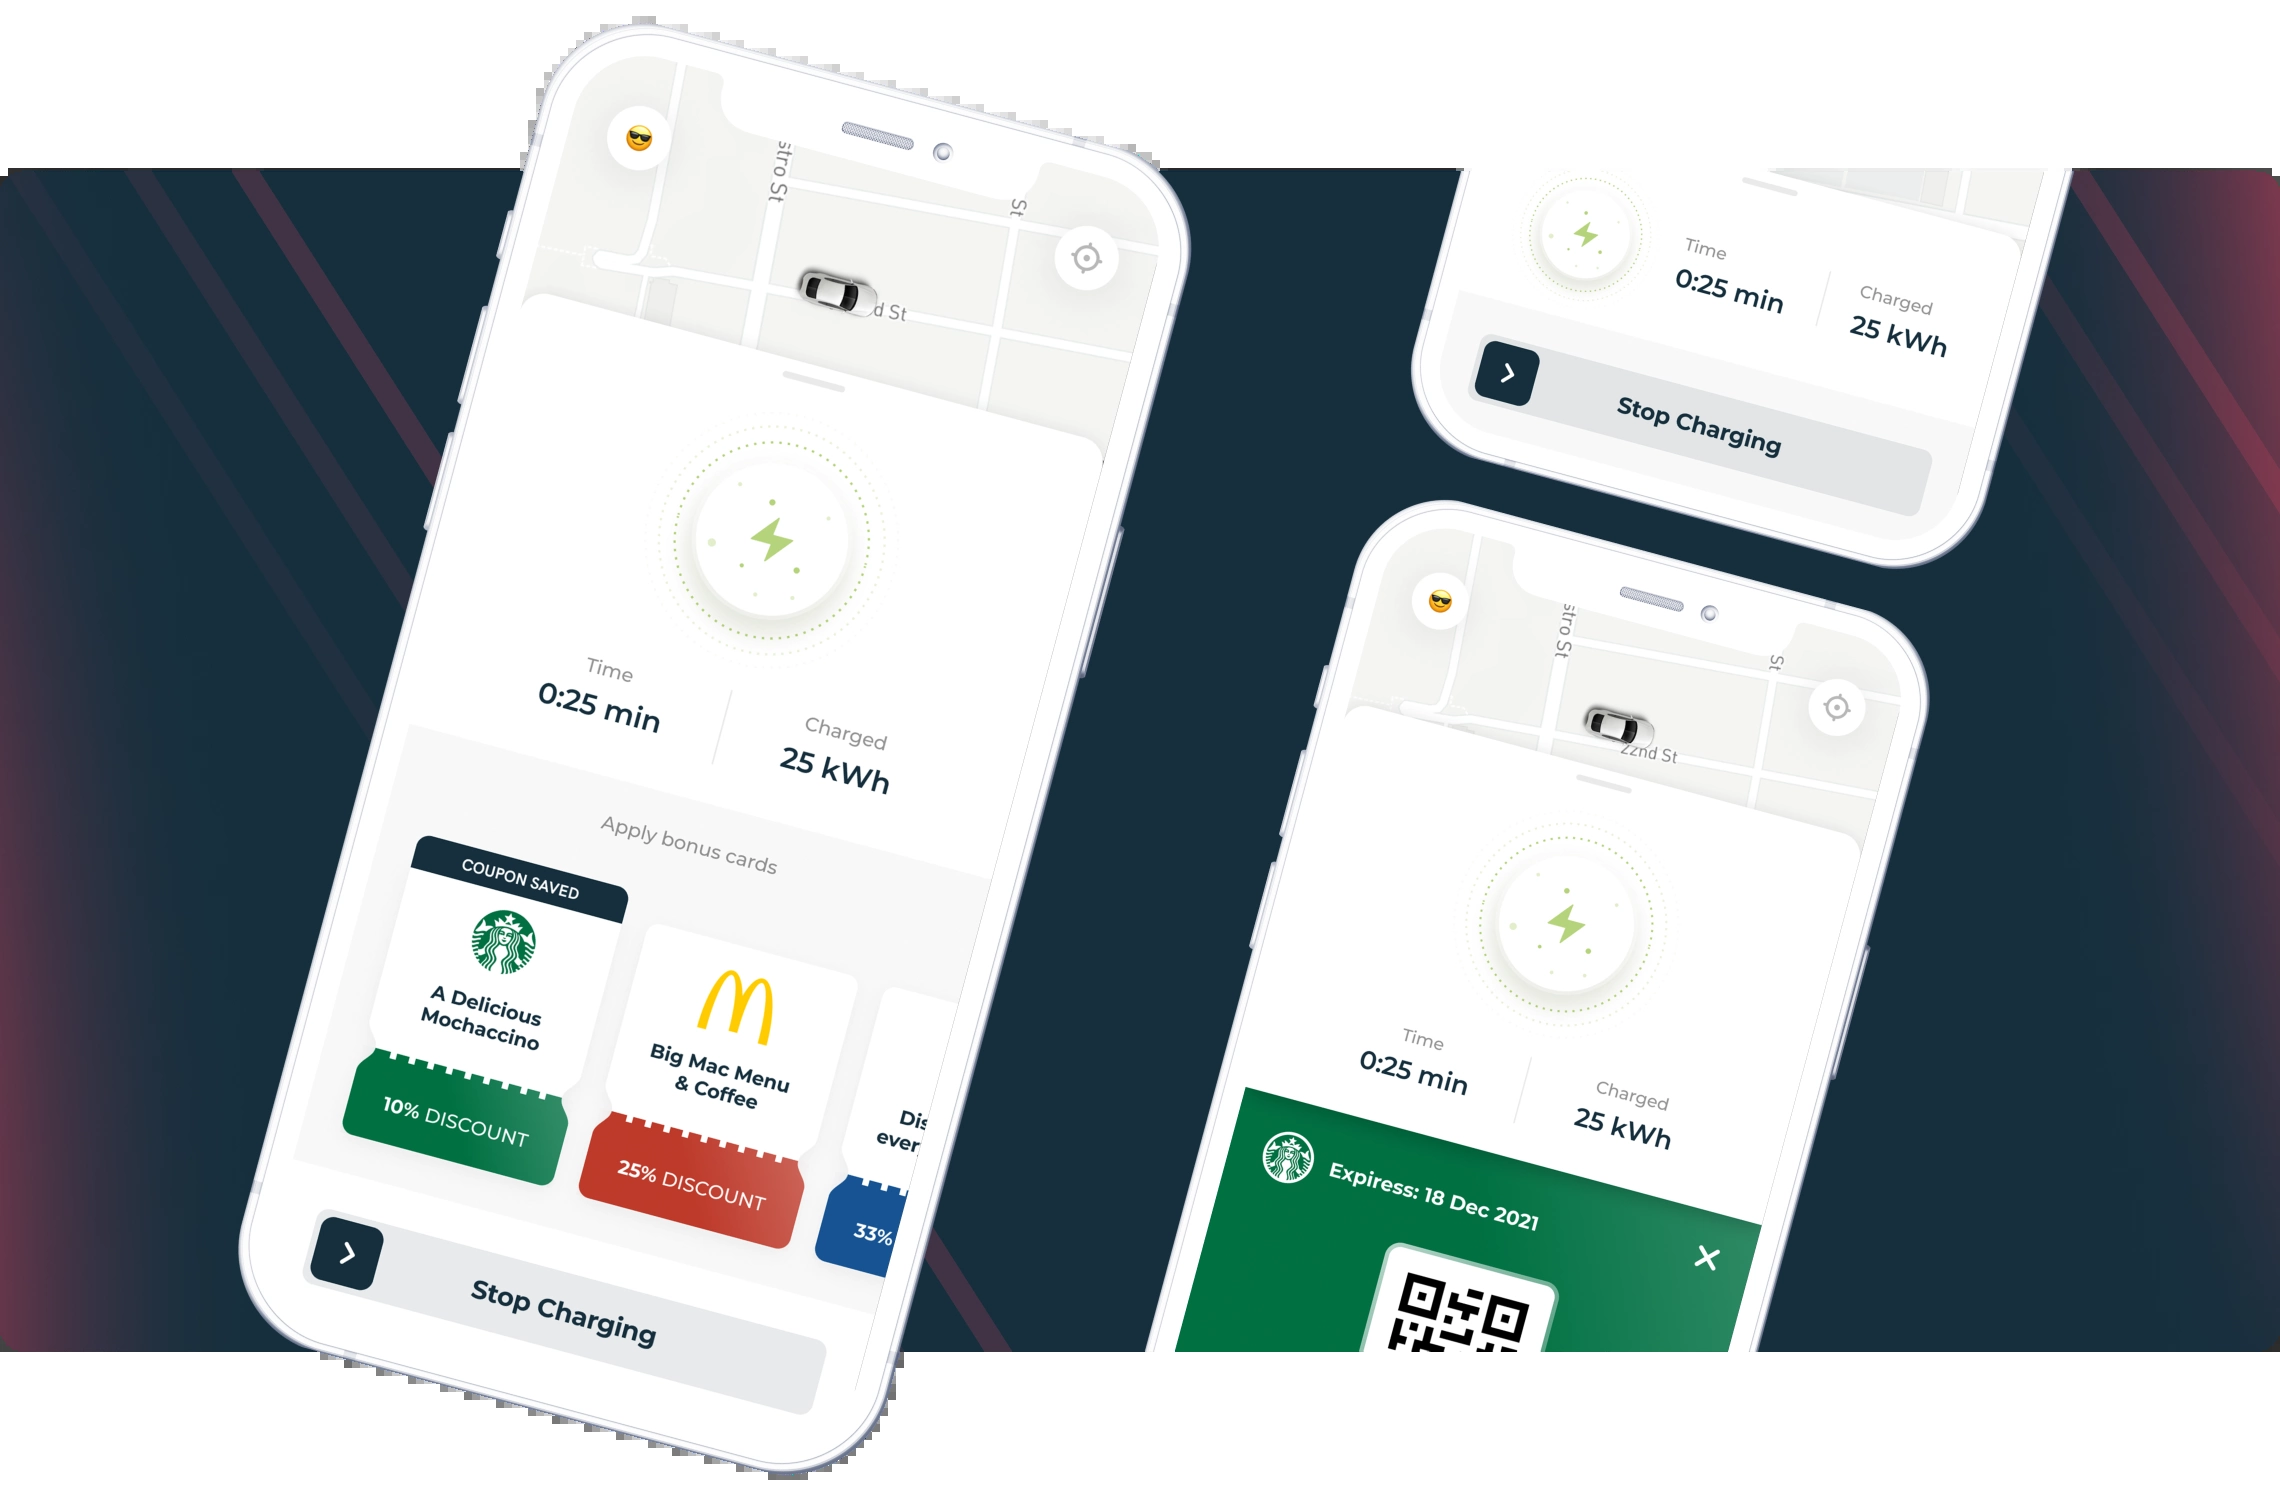 stro St
St
d St
Time
0:25 min
Charged
25 kWh
Apply bonus cards
COUPON SAVED
A Delicious
Mochaccino
10% DISCOUNT
Big Mac Menu
& Coffee
25% DISCOUNT
Dis
ever
33%
Stop Charging
Time
0:25 min
Charged
25 kWh
Stop Charging
stro St
St
22nd St
Time
0:25 min
Charged
25 kWh
Expiress: 18 Dec 2021